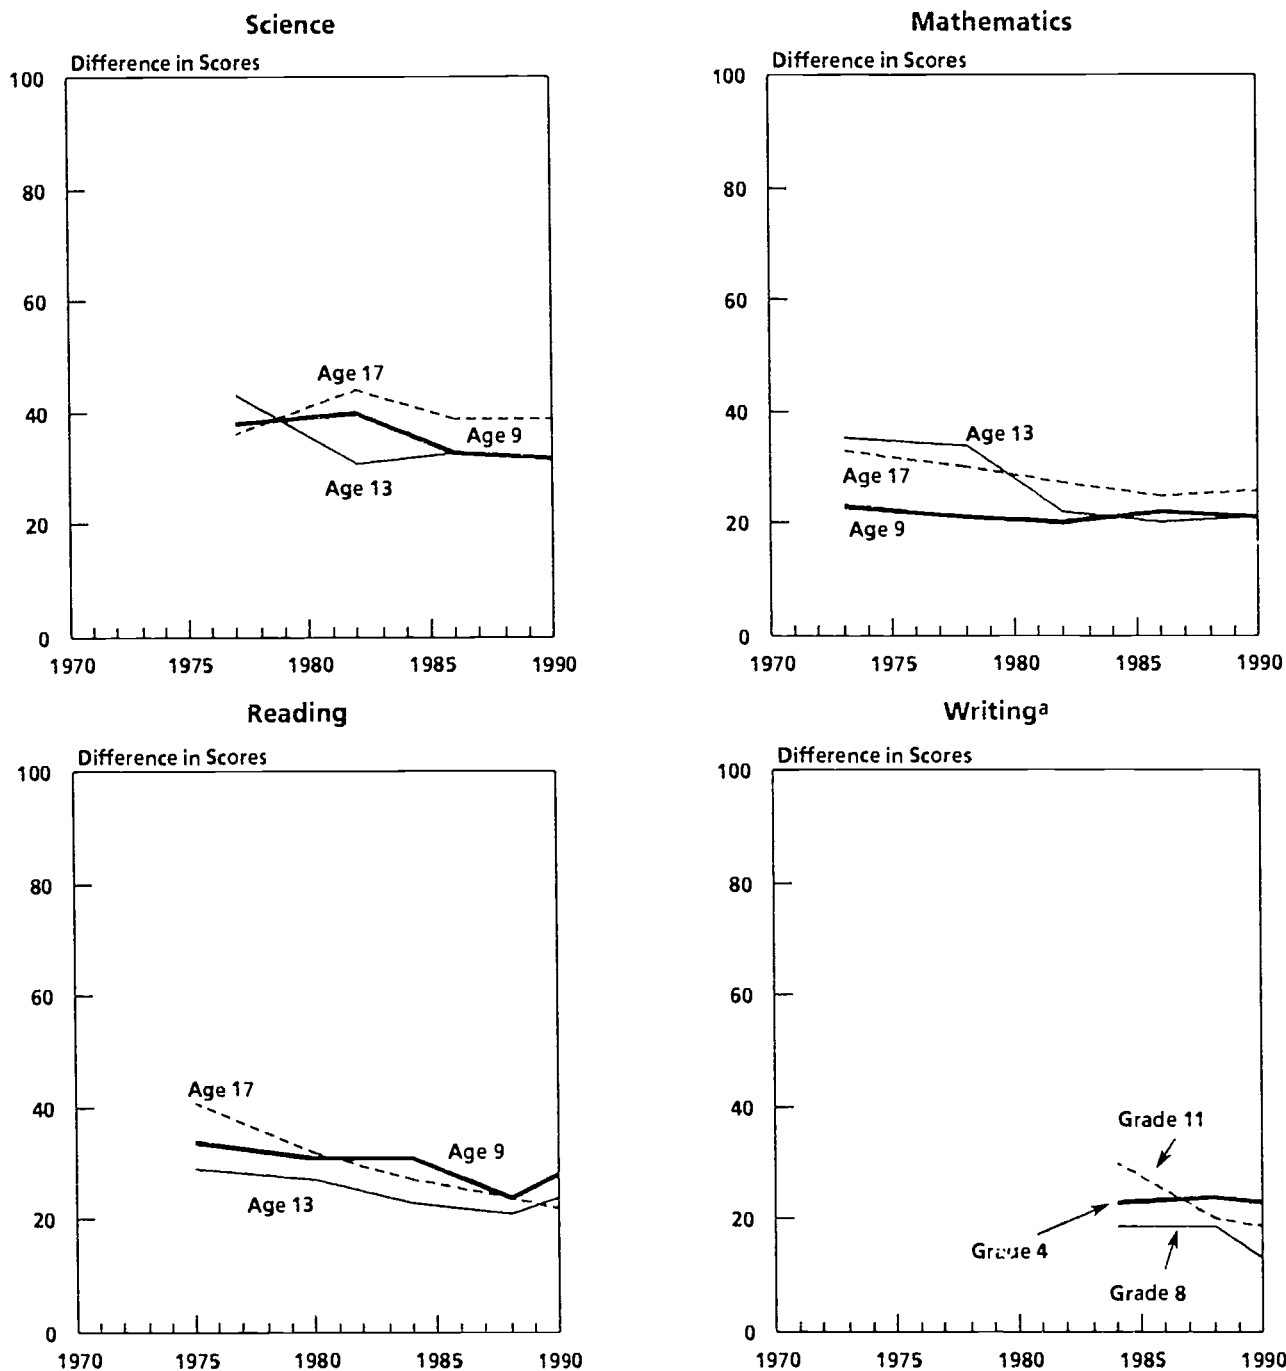 Science
Difference in Scores
100
80
60
40
20
0
Age 17
Age 9
Age 13
1970 1975 1980 1985 1990
Mathematics
Difference in Scores
100
80
60
40
20
0
Age 13
Age 17
Age 9
1970 1975 1980 1985 1990
Reading
Difference in Scores
100
80
60
40
20
0
Age 17
Age 9
Age 13
1970 1975 1980 1985 1990
Writingᵃ
Difference in Scores
100
80
60
40
20
0
Grade 11
Grade 4
Grade 8
1970 1975 1980 1985 1990